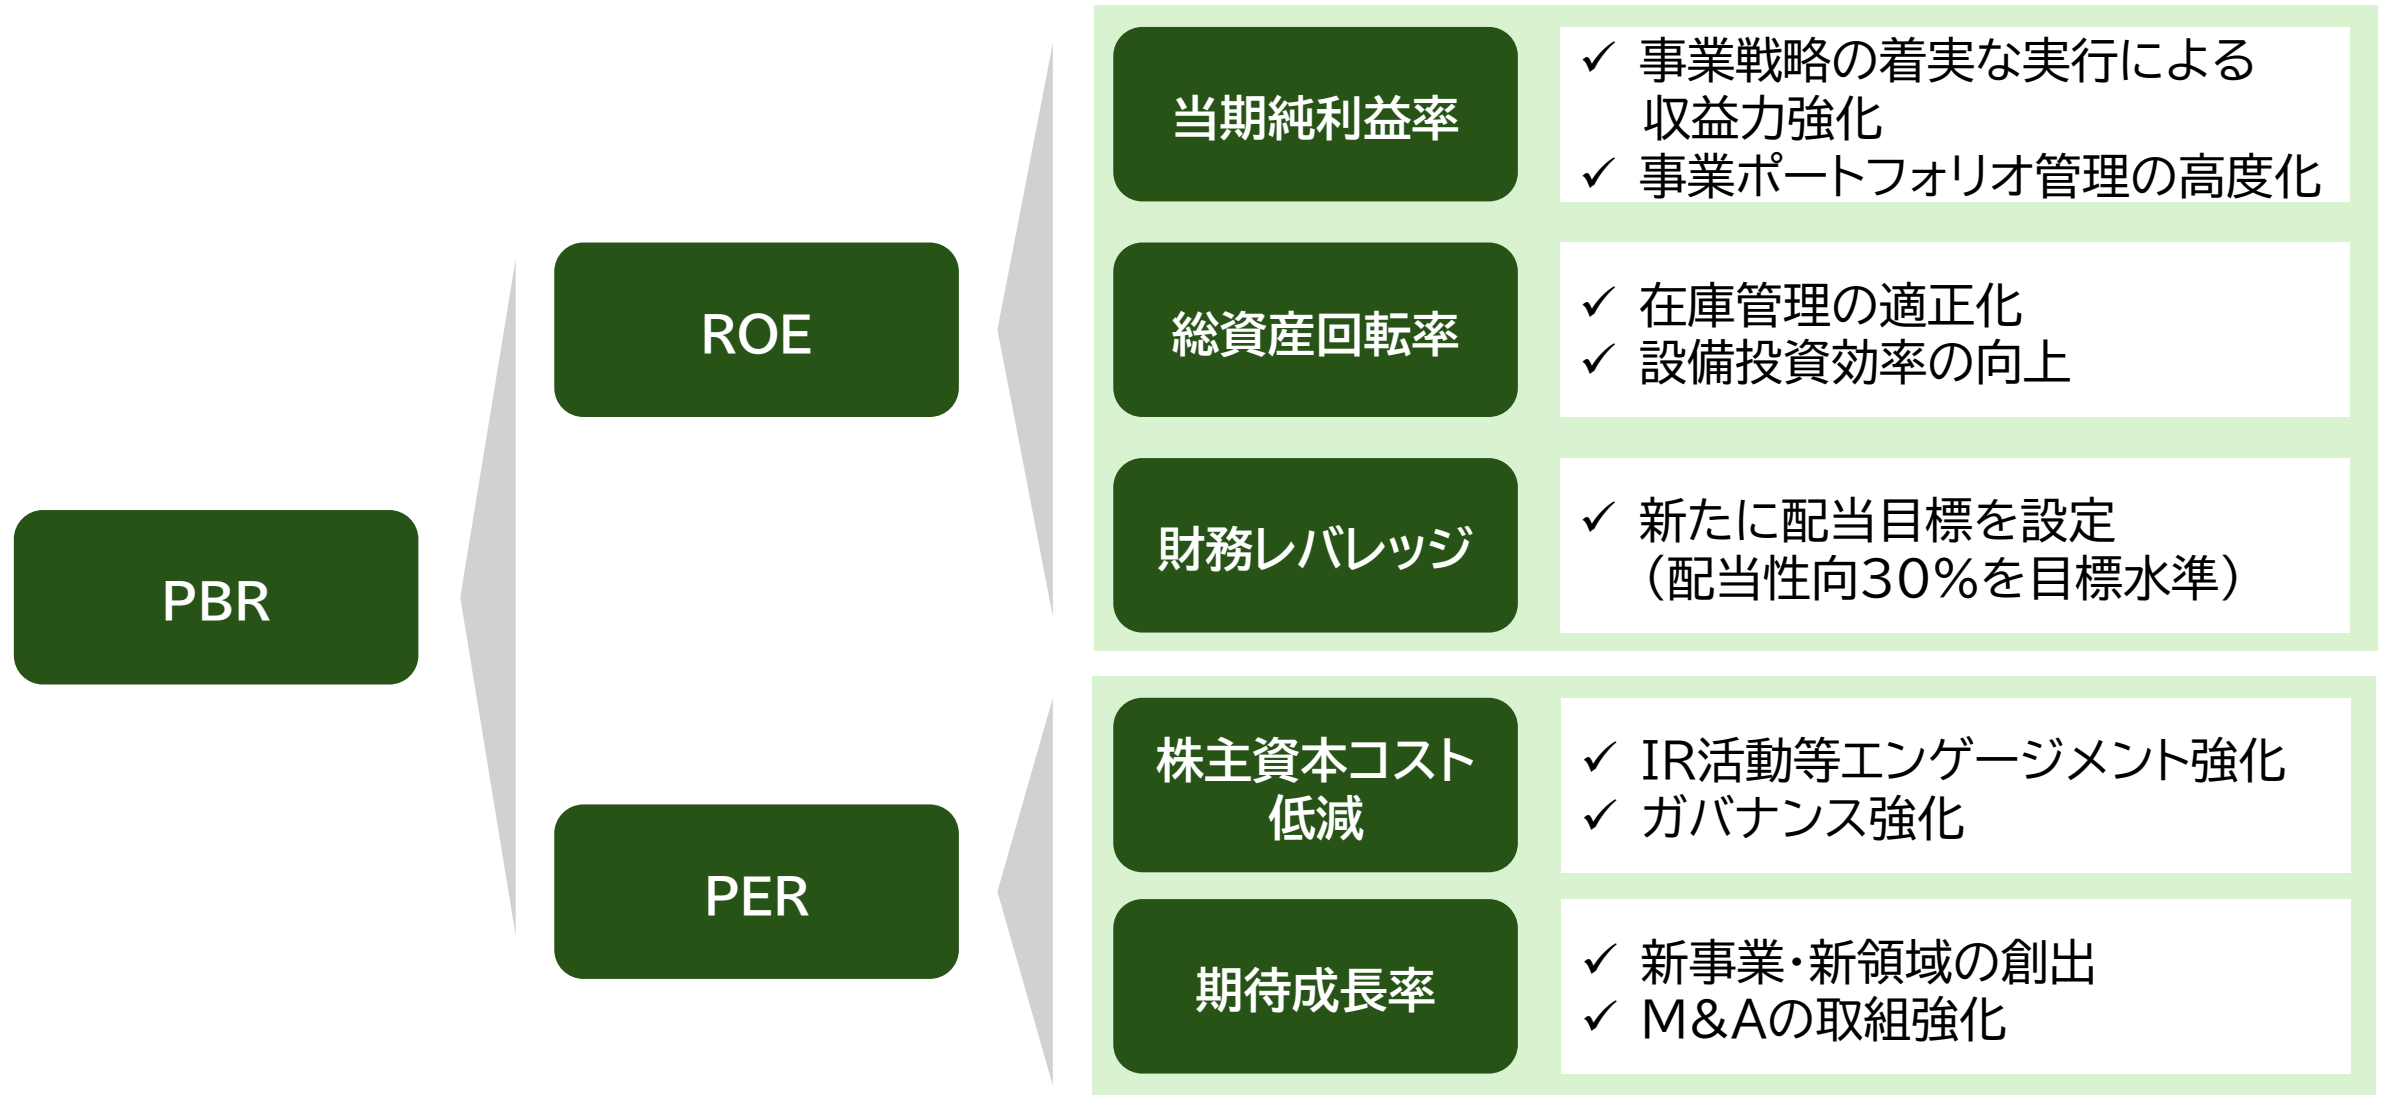 PBR
ROE
当期純利益率
✓ 事業戦略の着実な実行による
収益力強化
✓ 事業ポートフォリオ管理の高度化
総資産回転率
✓ 在庫管理の適正化
✓ 設備投資効率の向上
財務レバレッジ
✓ 新たに配当目標を設定
（配当性向30%を目標水準）
PER
株主資本コスト
低減
✓ IR活動等エンゲージメント強化
✓ ガバナンス強化
期待成長率
✓ 新事業・新領域の創出
✓ M&Aの取組強化